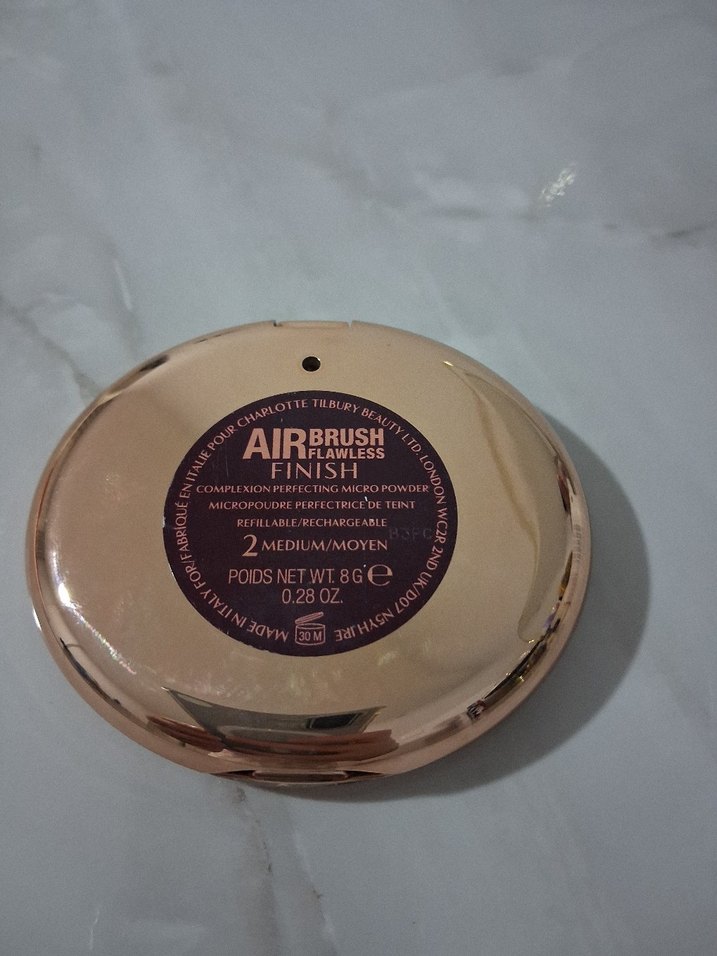 AIRBRUSH
FLAWLESS
FINISH
COMPLEXION PERFECTING MICRO POWDER
MICROPOUDRE PERFECTRICE DE TEINT
REFILLABLE/RECHARGEABLE
2 MEDIUM/MOYEN
POIDS NET WT. 8 G ℮
0.28 OZ.
30 M
MADE IN ITALY FOR/FABRIQUÉ EN ITALIE POUR CHARLOTTE TILBURY BEAUTY LTD. LONDON WC2R 2ND UK/D07 N5YH,IRE